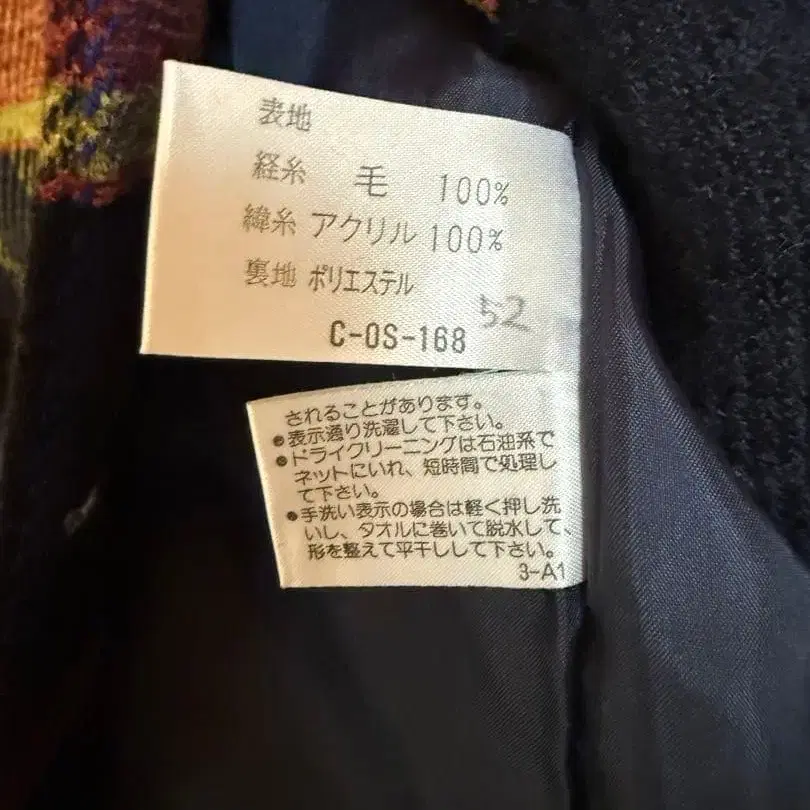 表地
経糸 毛 100%
緯糸 アクリル 100%
裏地 ポリエステル
C-OS-168
52
されることがあります。
●表示通り洗濯して下さい。
●ドライクリーニングは石油系で
ネットにいれ、短時間で処理し
て下さい。
●手洗い表示の場合は軽く押し洗
いし、タオルに巻いて脱水して、
形を整えて平干しして下さい。
3-A1